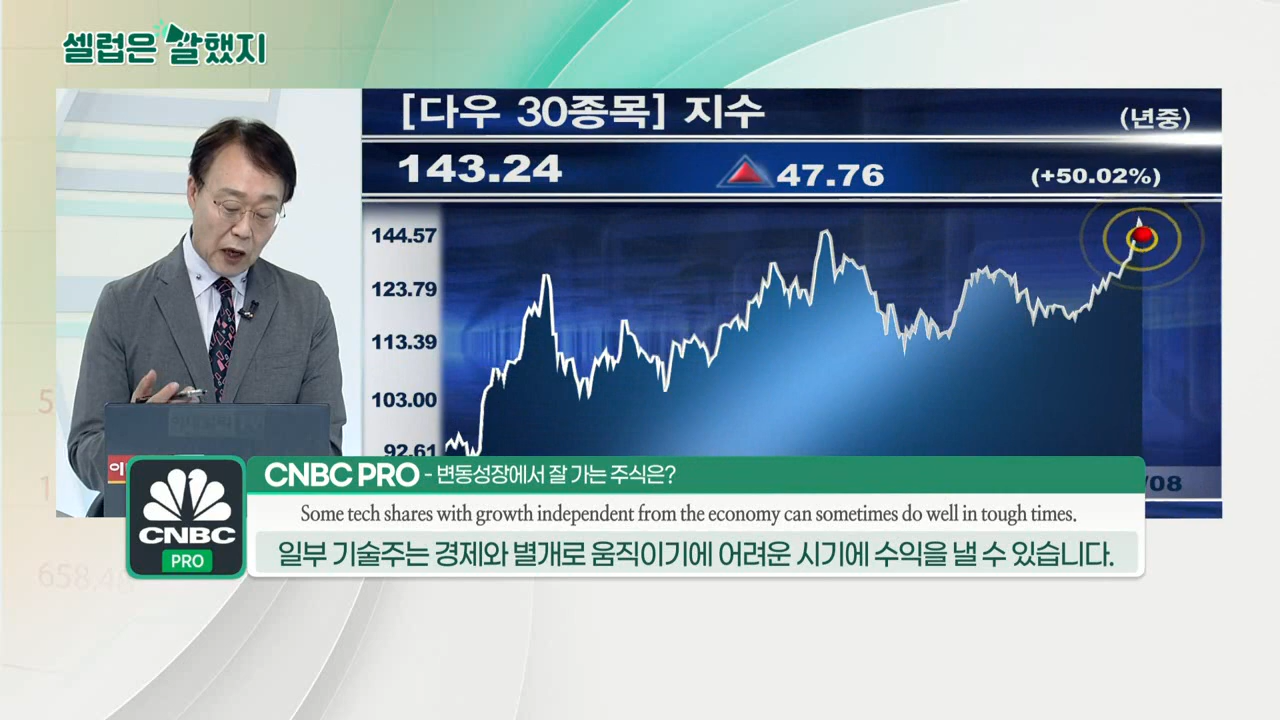 셀럽은 말했지
[다우 30종목] 지수
(년중)
143.24
47.76
(+50.02%)
144.57
123.79
113.39
103.00
92.61
/08
CNBC PRO - 변동성장에서 잘 가는 주식은?
CNBC
PRO
Some tech shares with growth independent from the economy can sometimes do well in tough times.
일부 기술주는 경제와 별개로 움직이기에 어려운 시기에 수익을 낼 수 있습니다.
658.48